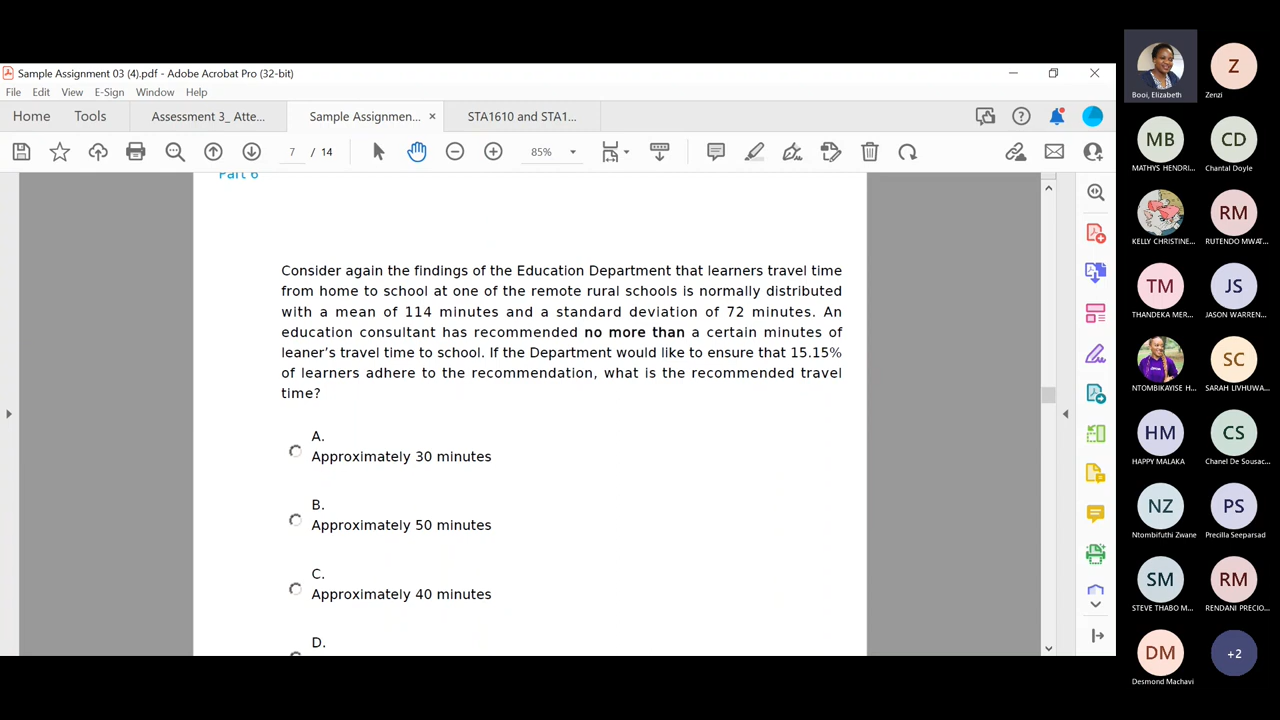 Sample Assignment 03 (4).pdf - Adobe Acrobat Pro (32-bit)
File Edit View E-Sign Window Help
Home Tools Assessment 3_ Atte... Sample Assignmen... × STA1610 and STA1...
7 / 14 85%
Part 6
Consider again the findings of the Education Department that learners travel time
from home to school at one of the remote rural schools is normally distributed
with a mean of 114 minutes and a standard deviation of 72 minutes. An
education consultant has recommended no more than a certain minutes of
leaner’s travel time to school. If the Department would like to ensure that 15.15%
of learners adhere to the recommendation, what is the recommended travel
time?
A.
Approximately 30 minutes
B.
Approximately 50 minutes
C.
Approximately 40 minutes
D.
Booi, Elizabeth
Z
Zenzi
MB
MATHYS HENDRI...
CD
Chantal Doyle
KELLY CHRISTINE...
RM
RUTENDO MWAT...
TM
THANDEKA MER...
JS
JASON WARREN...
NTOMBIKAYISE H...
SC
SARAH LIVHUWA...
HM
HAPPY MALAKA
CS
Chanel De Sousac...
NZ
Ntombifuthi Zwane
PS
Precilla Seeparsad
SM
STEVE THABO M...
RM
RENDANI PRECIO...
DM
Desmond Machavi
+2